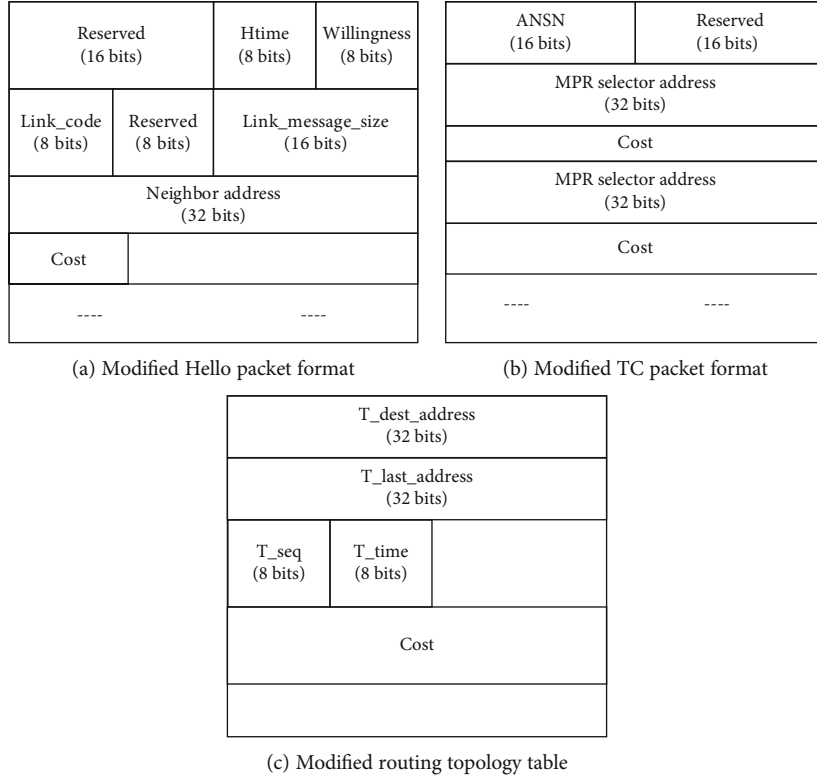 Reserved
(16 bits)
Htime
(8 bits)
Willingness
(8 bits)
Link_code
(8 bits)
Reserved
(8 bits)
Link_message_size
(16 bits)
Neighbor address
(32 bits)
Cost
----
----
(a) Modified Hello packet format
ANSN
(16 bits)
Reserved
(16 bits)
MPR selector address
(32 bits)
Cost
MPR selector address
(32 bits)
Cost
----
----
(b) Modified TC packet format
T_dest_address
(32 bits)
T_last_address
(32 bits)
T_seq
(8 bits)
T_time
(8 bits)
Cost
(c) Modified routing topology table